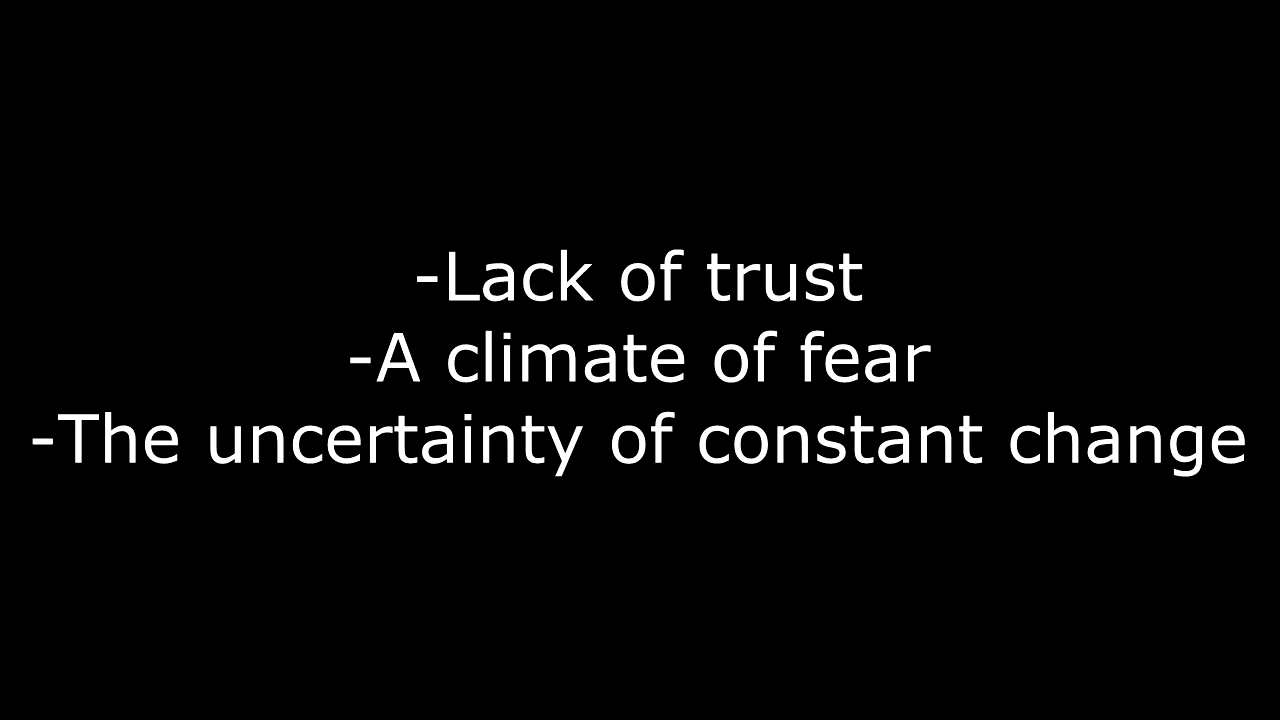 -Lack of trust
-A climate of fear
-The uncertainty of constant change